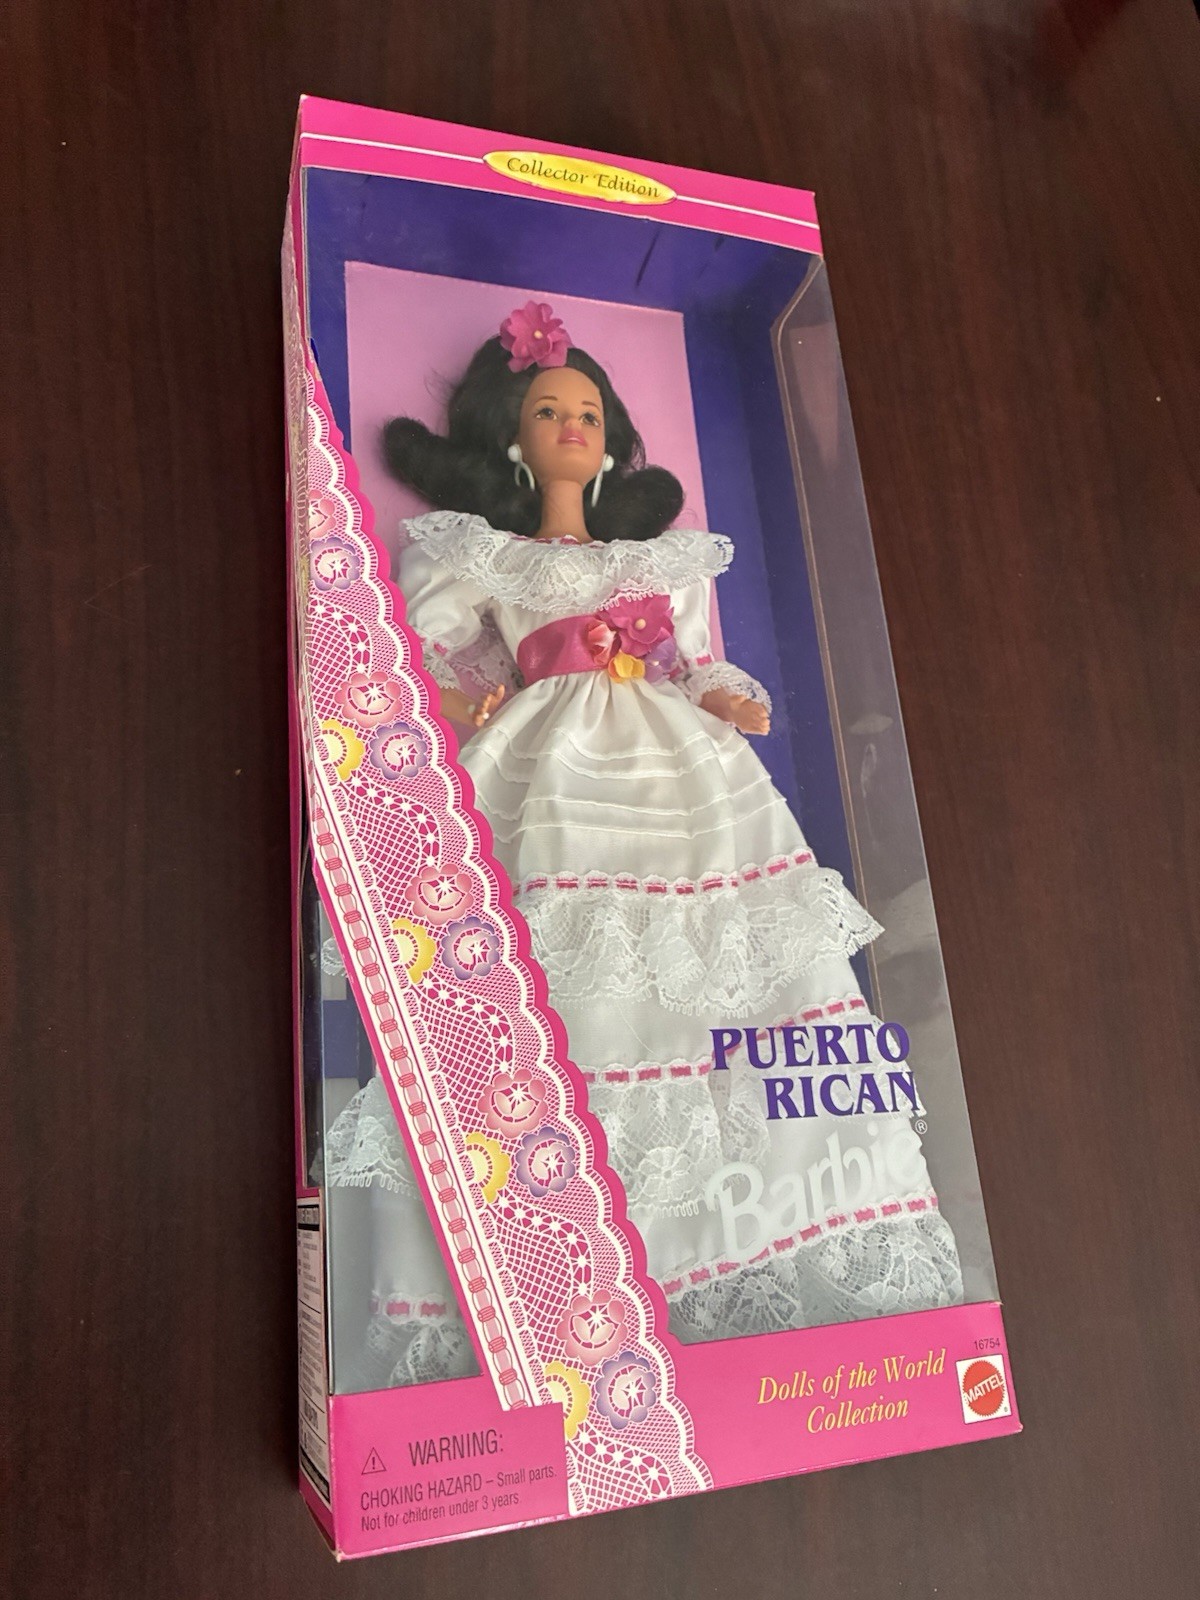 Collector Edition
PUERTO
RICAN
Barbie®
16754
Dolls of the World
Collection
MATTEL
®
WARNING:
CHOKING HAZARD – Small parts.
Not for children under 3 years.